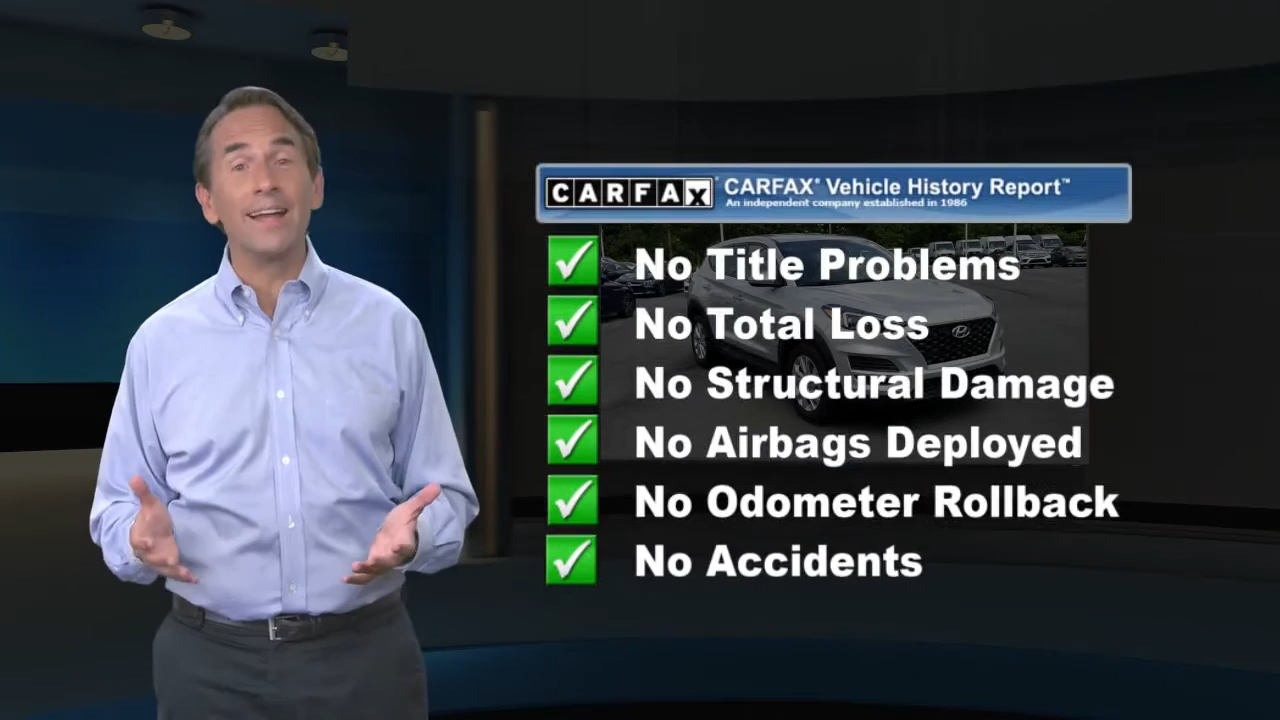 CARFAX
CARFAX® Vehicle History Report™
An independent company established in 1986
No Title Problems
No Total Loss
No Structural Damage
No Airbags Deployed
No Odometer Rollback
No Accidents